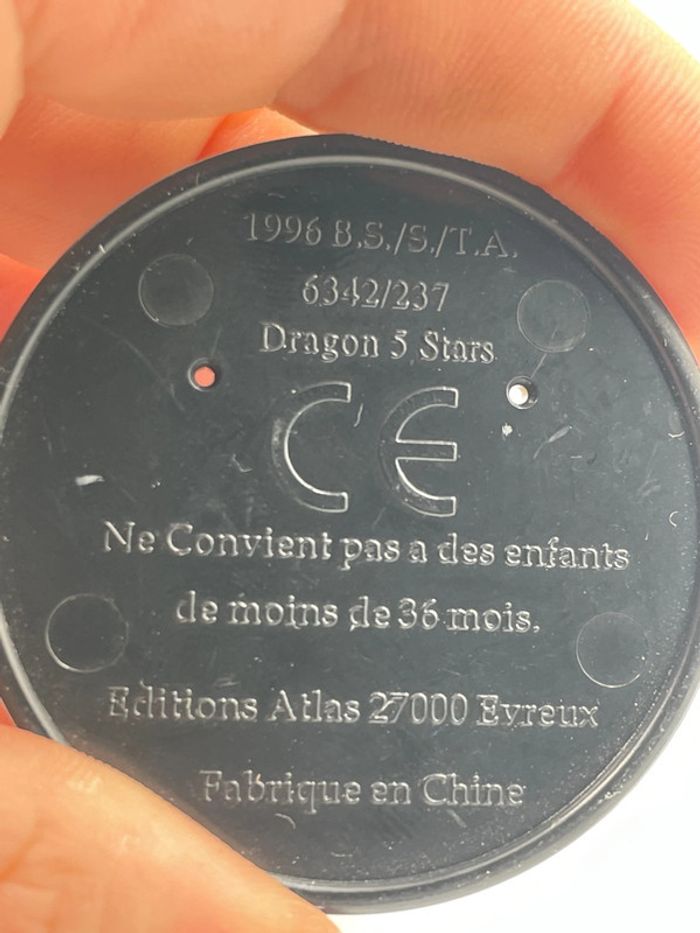 1996 B.S./S./T.A.
6342/237
Dragon 5 Stars
CE
Ne Convient pas a des enfants
de moins de 36 mois.
Editions Atlas 27000 Evreux
Fabrique en Chine